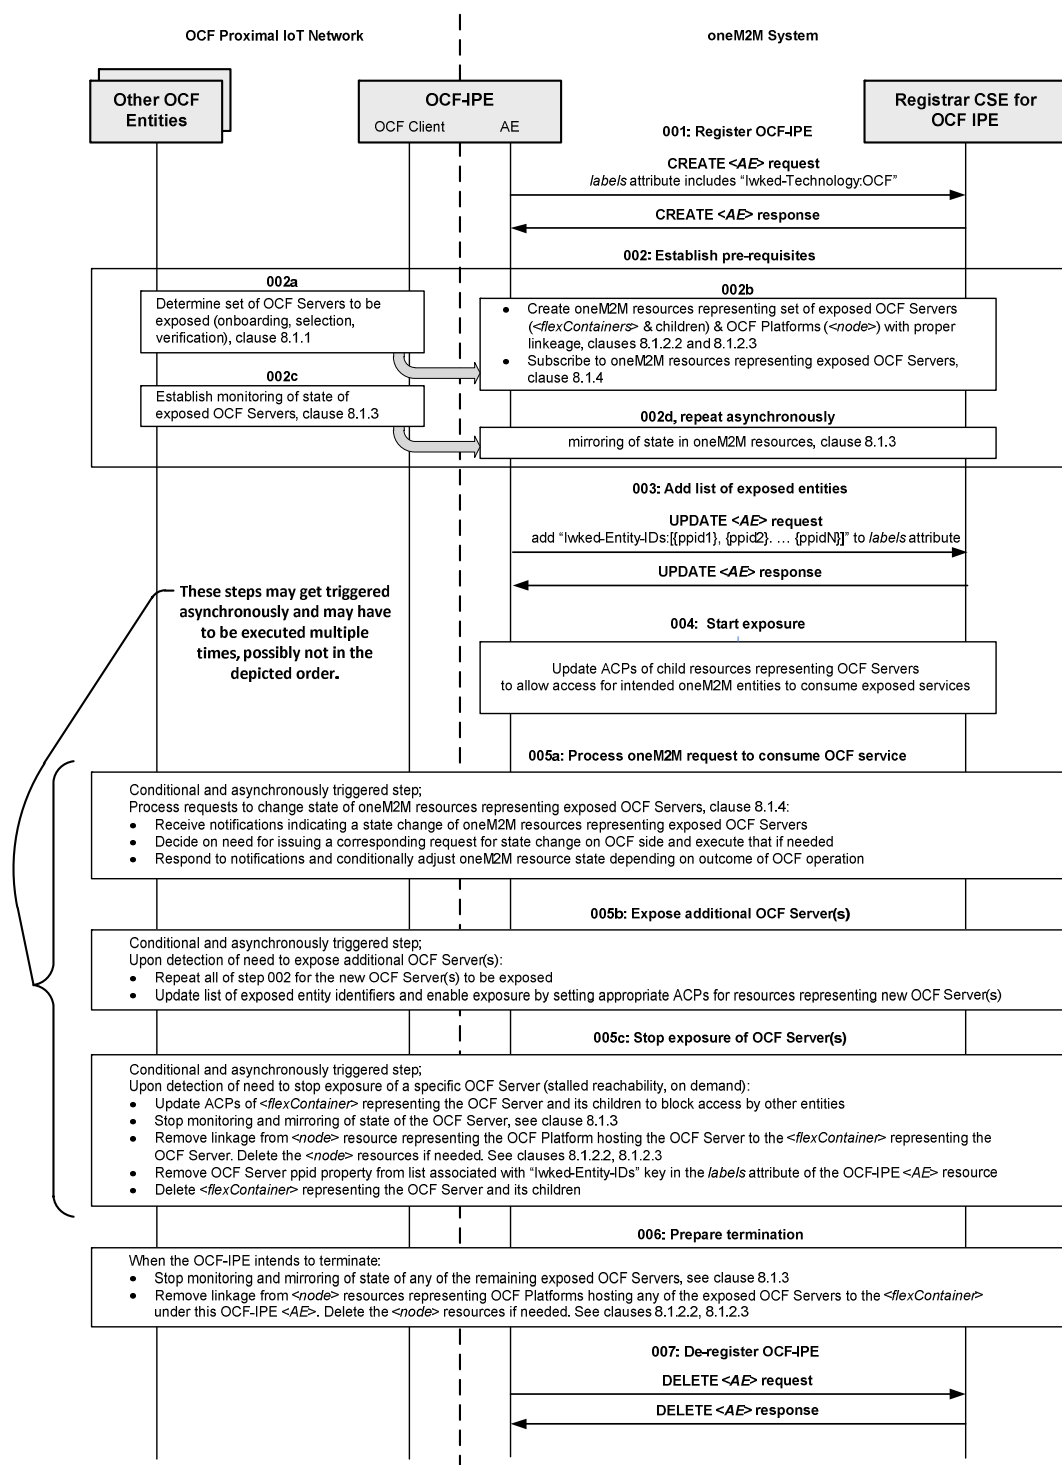 OCF Proximal IoT Network
oneM2M System
Other OCF
Entities
OCF-IPE
OCF Client
AE
Registrar CSE for
OCF IPE
001: Register OCF-IPE
CREATE <AE> request
labels attribute includes “Iwked-Technology:OCF”
CREATE <AE> response
002: Establish pre-requisites
002a
Determine set of OCF Servers to be
exposed (onboarding, selection,
verification), clause 8.1.1
002b
● Create oneM2M resources representing set of exposed OCF Servers
(<flexContainers> & children) & OCF Platforms (<node>) with proper
linkage, clauses 8.1.2.2 and 8.1.2.3
● Subscribe to oneM2M resources representing exposed OCF Servers,
clause 8.1.4
002c
Establish monitoring of state of
exposed OCF Servers, clause 8.1.3
002d, repeat asynchronously
mirroring of state in oneM2M resources, clause 8.1.3
003: Add list of exposed entities
UPDATE <AE> request
add “Iwked-Entity-IDs:[{ppid1}, {ppid2}. … {ppidN}]” to labels attribute
UPDATE <AE> response
These steps may get triggered
asynchronously and may have
to be executed multiple
times, possibly not in the
depicted order.
004: Start exposure
Update ACPs of child resources representing OCF Servers
to allow access for intended oneM2M entities to consume exposed services
005a: Process oneM2M request to consume OCF service
Conditional and asynchronously triggered step;
Process requests to change state of oneM2M resources representing exposed OCF Servers, clause 8.1.4:
● Receive notifications indicating a state change of oneM2M resources representing exposed OCF Servers
● Decide on need for issuing a corresponding request for state change on OCF side and execute that if needed
● Respond to notifications and conditionally adjust oneM2M resource state depending on outcome of OCF operation
005b: Expose additional OCF Server(s)
Conditional and asynchronously triggered step;
Upon detection of need to expose additional OCF Server(s):
● Repeat all of step 002 for the new OCF Server(s) to be exposed
● Update list of exposed entity identifiers and enable exposure by setting appropriate ACPs for resources representing new OCF Server(s)
005c: Stop exposure of OCF Server(s)
Conditional and asynchronously triggered step;
Upon detection of need to stop exposure of a specific OCF Server (stalled reachability, on demand):
● Update ACPs of <flexContainer> representing the OCF Server and its children to block access by other entities
● Stop monitoring and mirroring of state of the OCF Server, see clause 8.1.3
● Remove linkage from <node> resource representing the OCF Platform hosting the OCF Server to the <flexContainer> representing the
OCF Server. Delete the <node> resources if needed. See clauses 8.1.2.2, 8.1.2.3
● Remove OCF Server ppid property from list associated with “Iwked-Entity-IDs” key in the labels attribute of the OCF-IPE <AE> resource
● Delete <flexContainer> representing the OCF Server and its children
006: Prepare termination
When the OCF-IPE intends to terminate:
● Stop monitoring and mirroring of state of any of the remaining exposed OCF Servers, see clause 8.1.3
● Remove linkage from <node> resources representing OCF Platforms hosting any of the exposed OCF Servers to the <flexContainer>
under this OCF-IPE <AE>. Delete the <node> resources if needed. See clauses 8.1.2.2, 8.1.2.3
007: De-register OCF-IPE
DELETE <AE> request
DELETE <AE> response